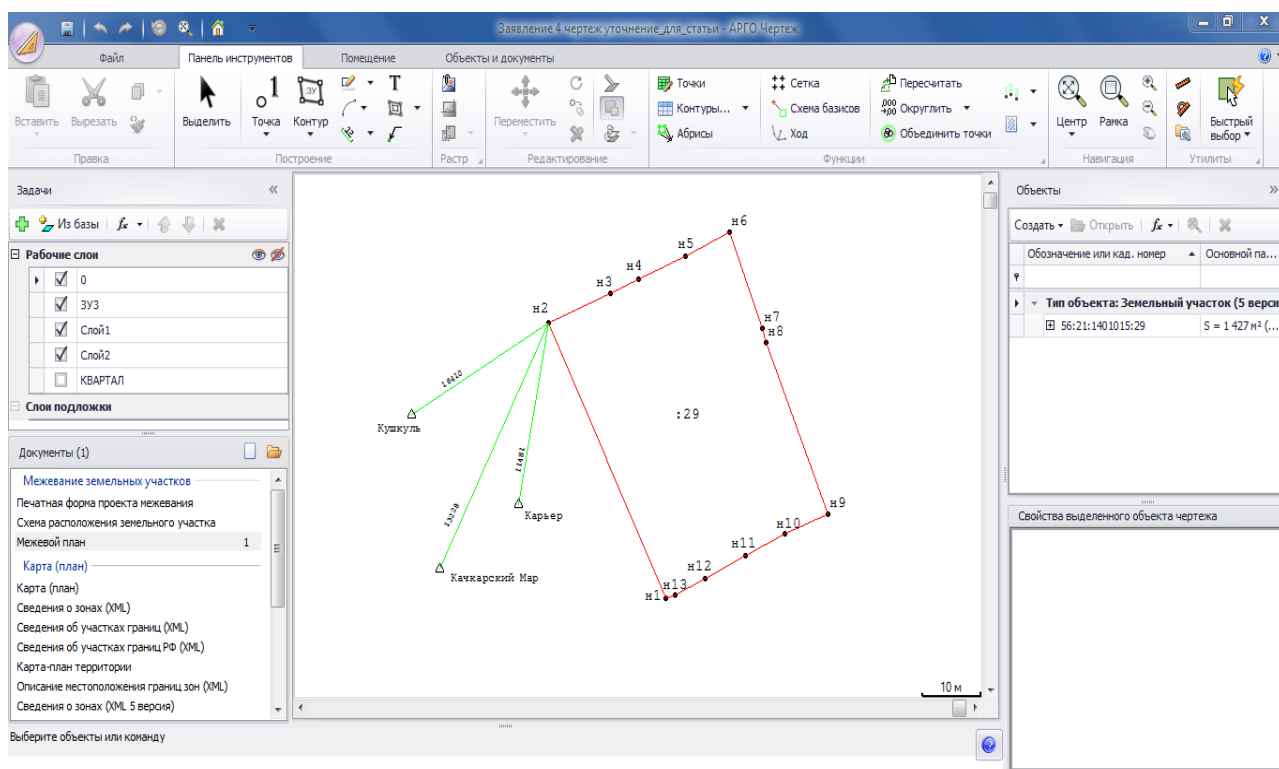 Заявление 4 чертеж уточнение_для_статьи - АРГО Чертеж
Файл
Панель инструментов
Помещение
Объекты и документы
Вставить
Вырезать
Выделить
1
Точка
:ЗУ
Контур
T
Переместить
Точки
Контуры...
Абрисы
Сетка
Схема базисов
Ход
Пересчитать
Округлить
Объединить точки
Центр
Рамка
Быстрый
выбор
Правка
Построение
Растр
Редактирование
Функции
Навигация
Утилиты
Задачи
Из базы
fx
Рабочие слои
0
ЗУЗ
Слой1
Слой2
КВАРТАЛ
Слои подложки
Документы (1)
Межевание земельных участков
Печатная форма проекта межевания
Схема расположения земельного участка
Межевой план 1
Карта (план)
Карта (план)
Сведения о зонах (XML)
Сведения об участках границ (XML)
Сведения об участках границ РФ (XML)
Карта-план территории
Описание местоположения границ зон (XML)
Сведения о зонах (XML 5 версия)
Выберите объекты или команду
н6
н5
н4
н3
н2
н7
н8
Кушкуль
:29
11481
13228
Карьер
Качкарский Мар
н9
н10
н11
н12
н13
н1
10 м
Объекты
Создать
Открыть
fx
Обозначение или кад. номер
Основной па...
Тип объекта: Земельный участок (5 верси
56:21:1401015:29
S = 1 427 м² (...
Свойства выделенного объекта чертежа